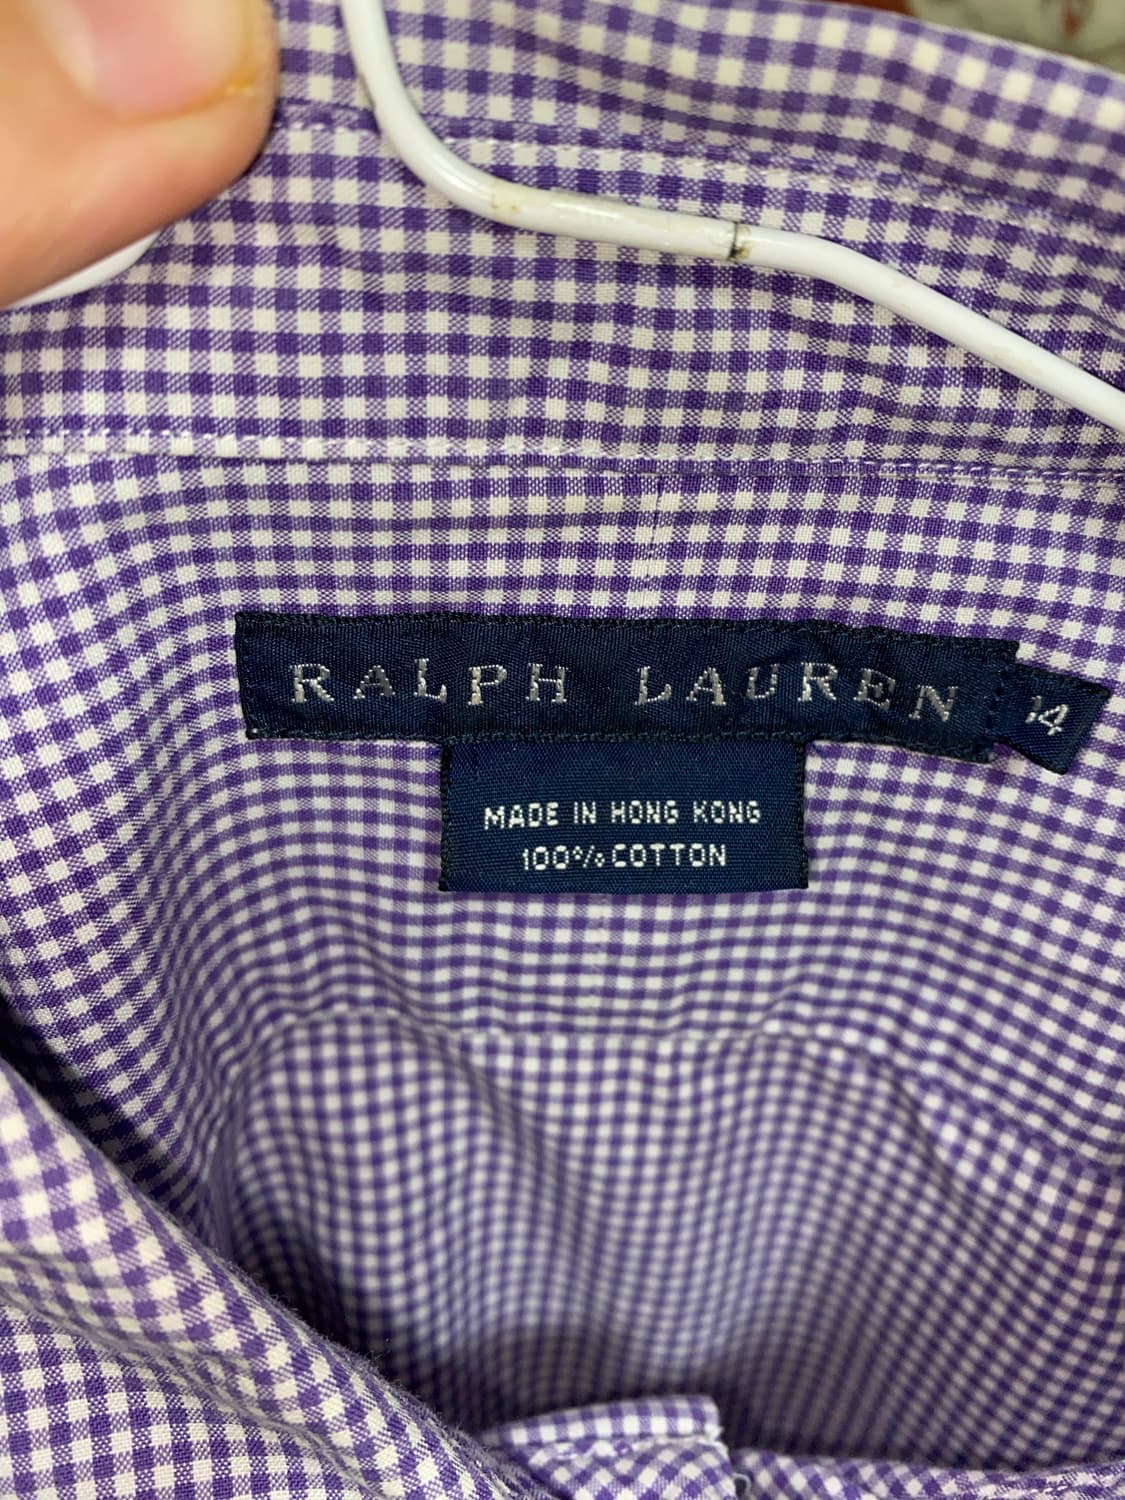 RALPH LAUREN
14
MADE IN HONG KONG
100% COTTON